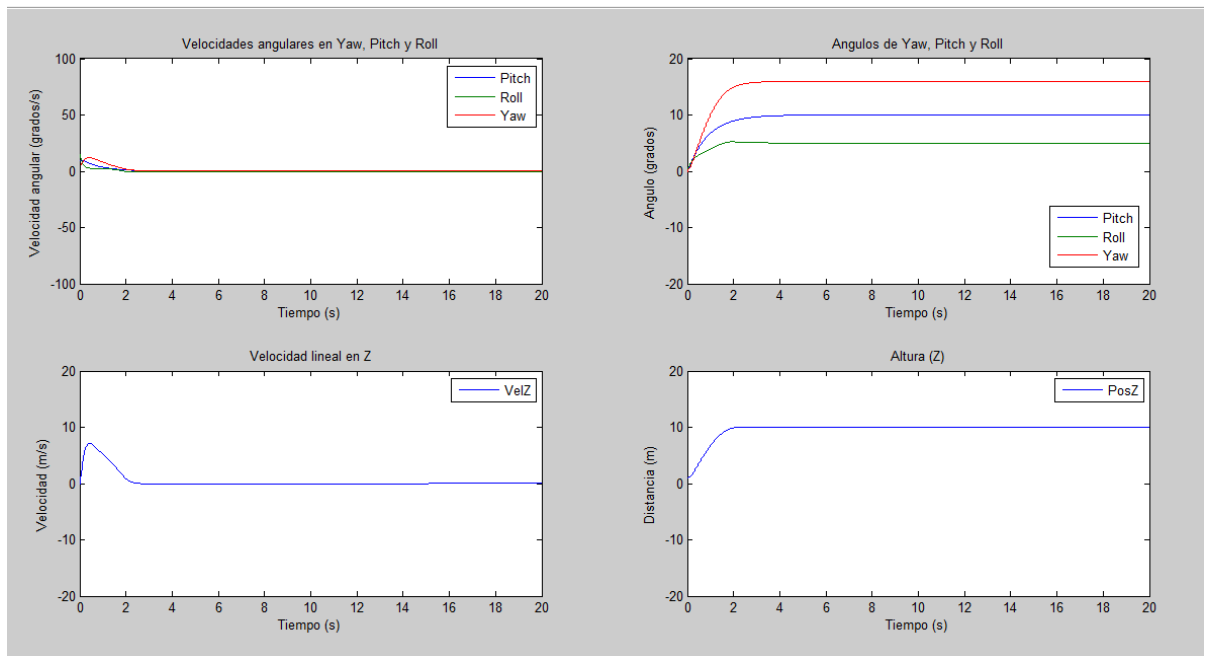 Velocidades angulares en Yaw, Pitch y Roll
Velocidad angular (grados/s)
100
50
0
-50
-100
Pitch
Roll
Yaw
0 2 4 6 8 10 12 14 16 18 20
Tiempo (s)
Angulos de Yaw, Pitch y Roll
Angulo (grados)
20
10
0
-10
-20
Pitch
Roll
Yaw
0 2 4 6 8 10 12 14 16 18 20
Tiempo (s)
Velocidad lineal en Z
Velocidad (m/s)
20
10
0
-10
-20
VelZ
0 2 4 6 8 10 12 14 16 18 20
Tiempo (s)
Altura (Z)
Distancia (m)
20
10
0
-10
-20
PosZ
0 2 4 6 8 10 12 14 16 18 20
Tiempo (s)